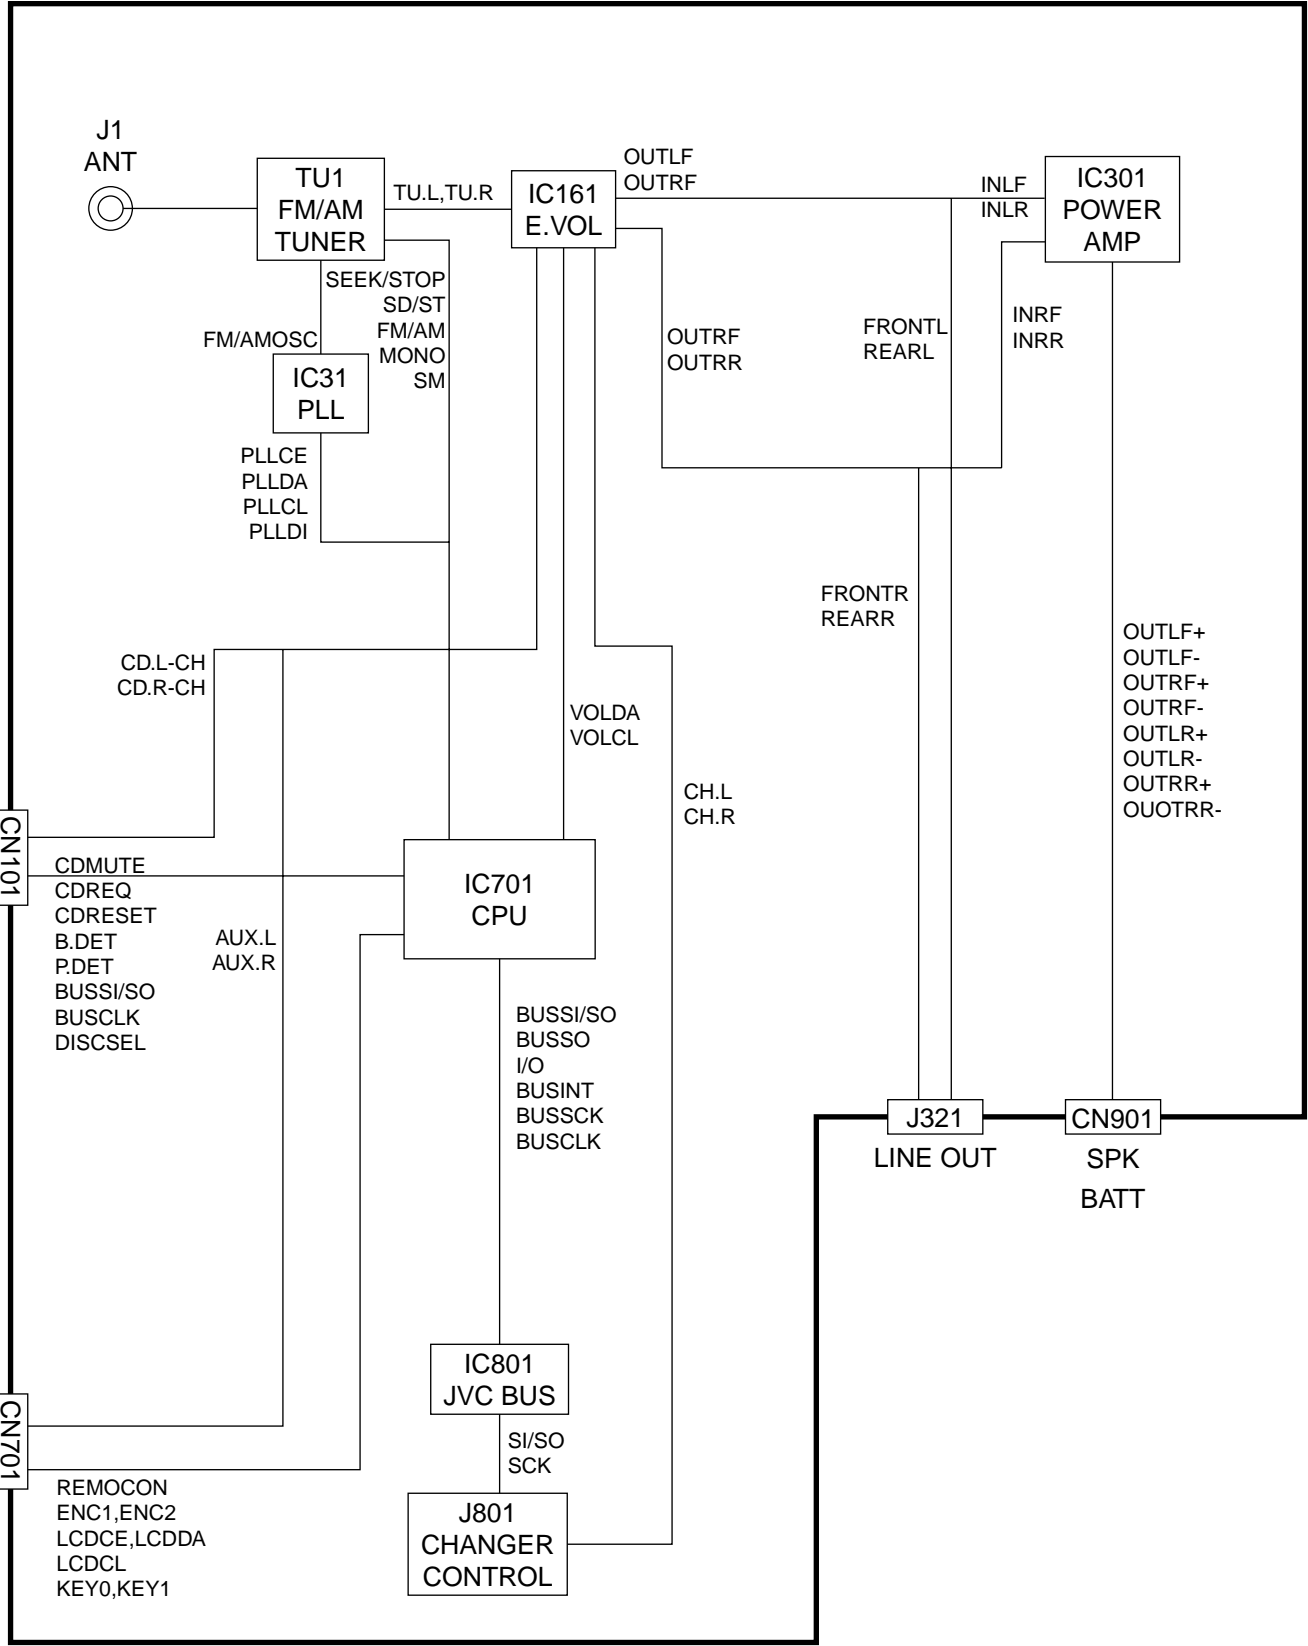 J1
ANT
TU1
FM/AM
TUNER
TU.L,TU.R
IC161
E.VOL
OUTLF
OUTRF
INLF
INLR
IC301
POWER
AMP
SEEK/STOP
SD/ST
FM/AM
MONO
SM
FM/AMOSC
IC31
PLL
PLLCE
PLLDA
PLLCL
PLLDI
OUTRF
OUTRR
FRONTL
REARL
INRF
INRR
FRONTR
REARR
OUTLF+
OUTLF-
OUTRF+
OUTRF-
OUTLR+
OUTLR-
OUTRR+
OUOTRR-
CD.L-CH
CD.R-CH
VOLDA
VOLCL
CH.L
CH.R
CN101
CDMUTE
CDREQ
CDRESET
B.DET
P.DET
BUSSI/SO
BUSCLK
DISCSEL
AUX.L
AUX.R
IC701
CPU
BUSSI/SO
BUSSO
I/O
BUSINT
BUSSCK
BUSCLK
J321
LINE OUT
CN901
SPK
BATT
IC801
JVC BUS
SI/SO
SCK
J801
CHANGER
CONTROL
CN701
REMOCON
ENC1,ENC2
LCDCE,LCDDA
LCDCL
KEY0,KEY1